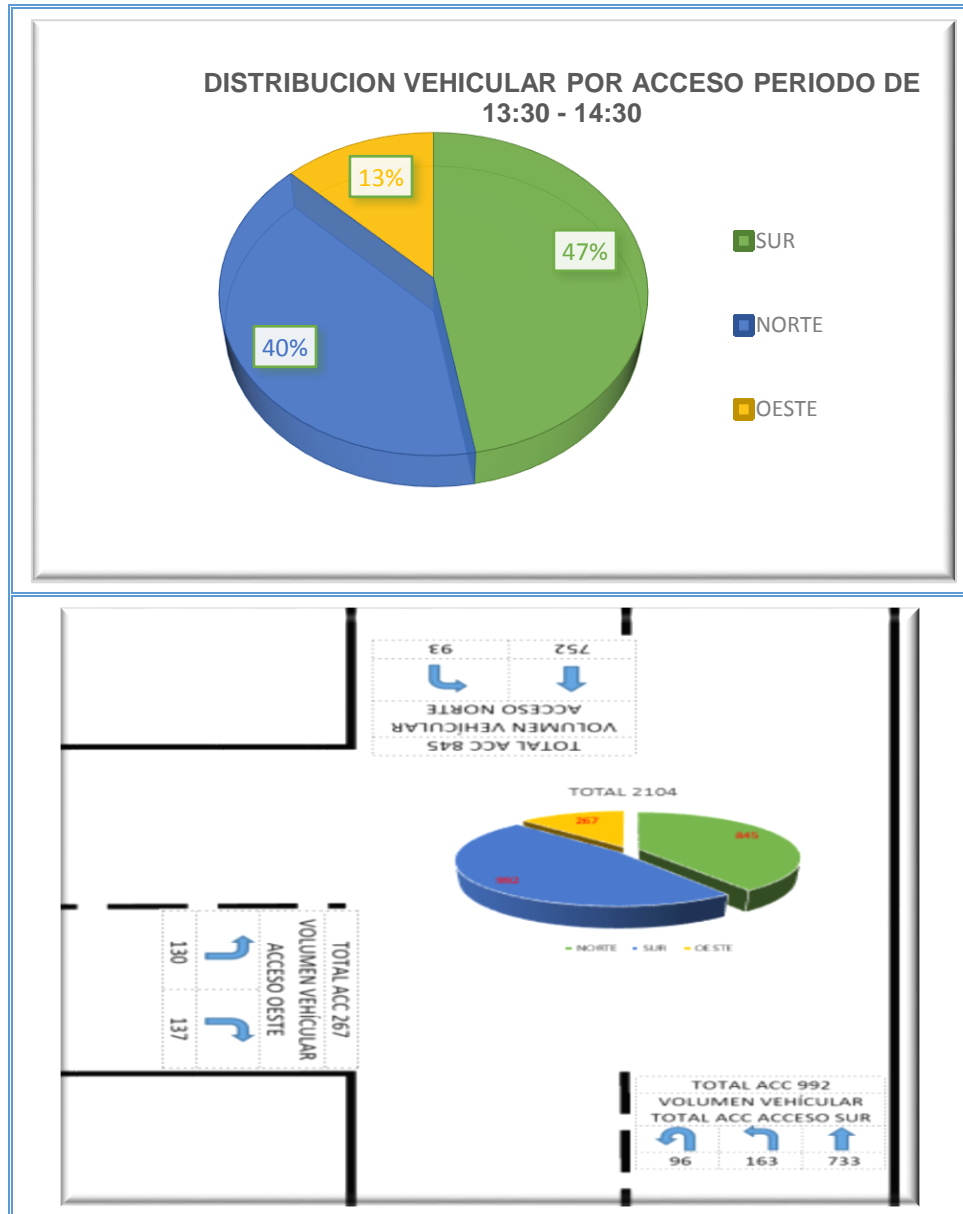 DISTRIBUCION VEHICULAR POR ACCESO PERIODO DE
13:30 - 14:30
13%
47%
40%
SUR
NORTE
OESTE
TOTAL ACC 845
VOLUMEN VEHÍCULAR
ACCESO NORTE
752 93
TOTAL 2104
267
845
992
NORTE SUR OESTE
TOTAL ACC 267
VOLUMEN VEHÍCULAR
ACCESO OESTE
130 137
TOTAL ACC 992
VOLUMEN VEHÍCULAR
TOTAL ACC ACCESO SUR
96 163 733